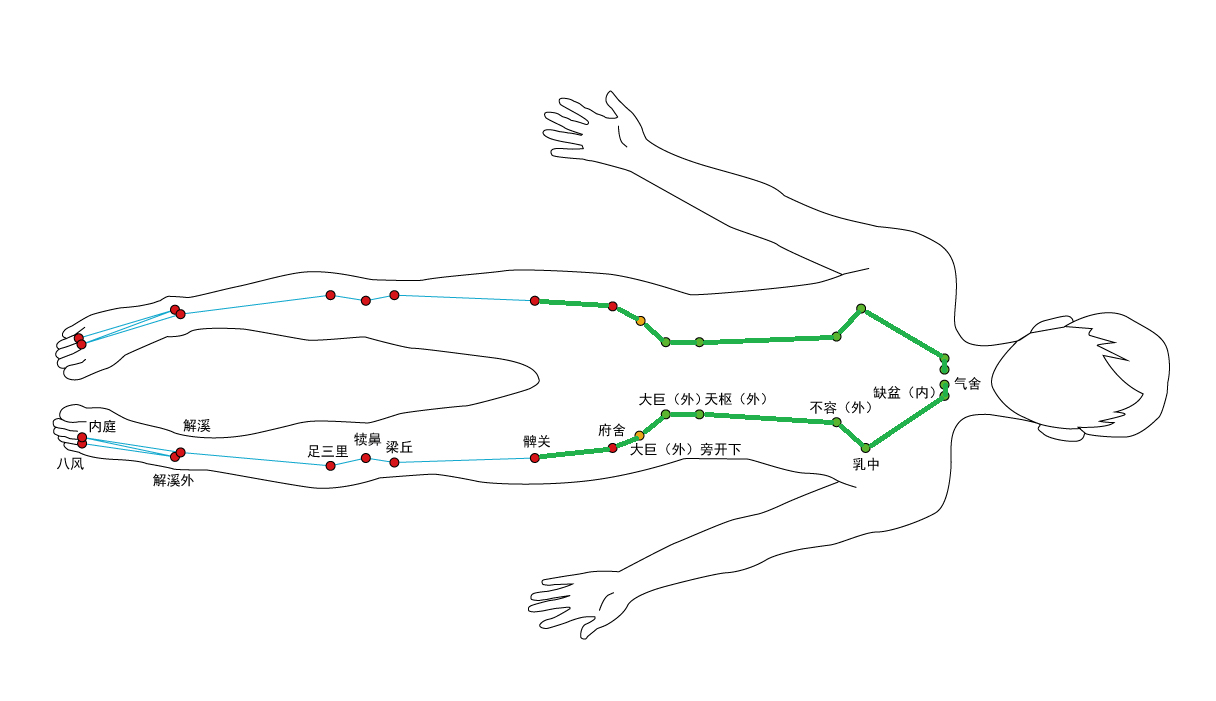 气舍
缺盆（内）
天枢（外）
大巨（外）
不容（外）
内庭
解溪
府舍
髀关
犊鼻
梁丘
足三里
大巨（外）旁开下
八风
乳中
解溪外